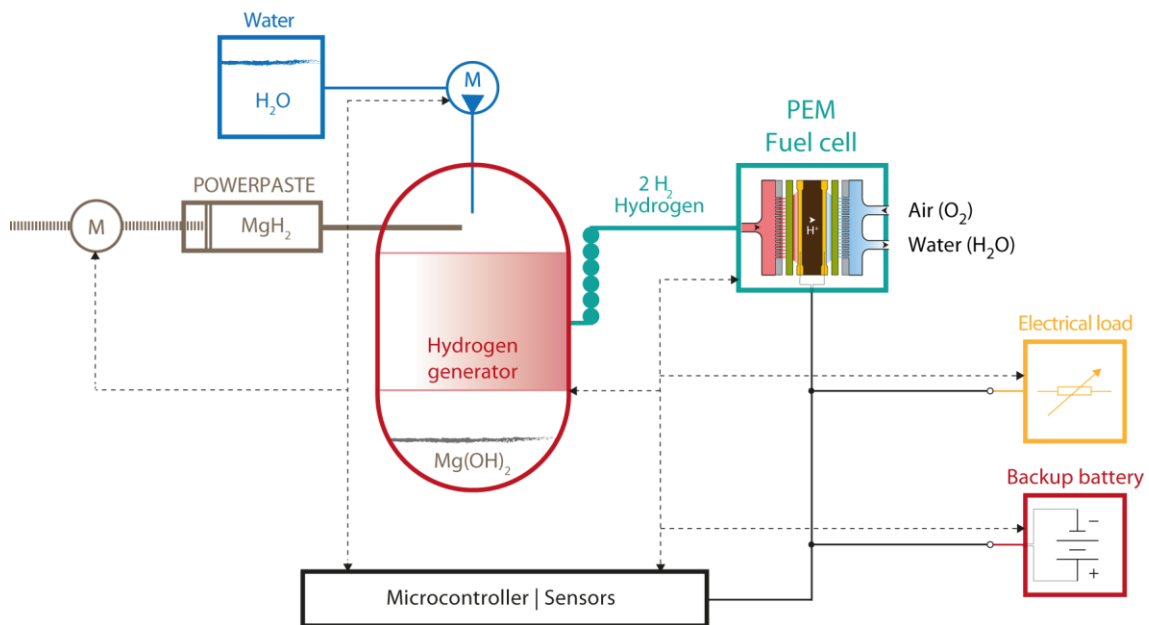 Water
H₂O
M
POWERPASTE
MgH₂
M
Hydrogen
generator
Mg(OH)₂
2 H₂
Hydrogen
PEM
Fuel cell
H⁺
Air (O₂)
Water (H₂O)
Electrical load
Backup battery
−
+
Microcontroller | Sensors